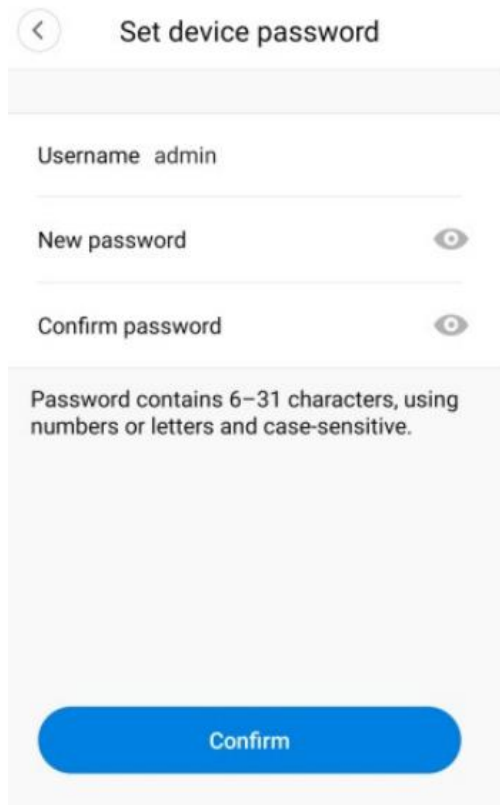 Set device password
Username admin
New password
Confirm password
Password contains 6–31 characters, using
numbers or letters and case-sensitive.
Confirm